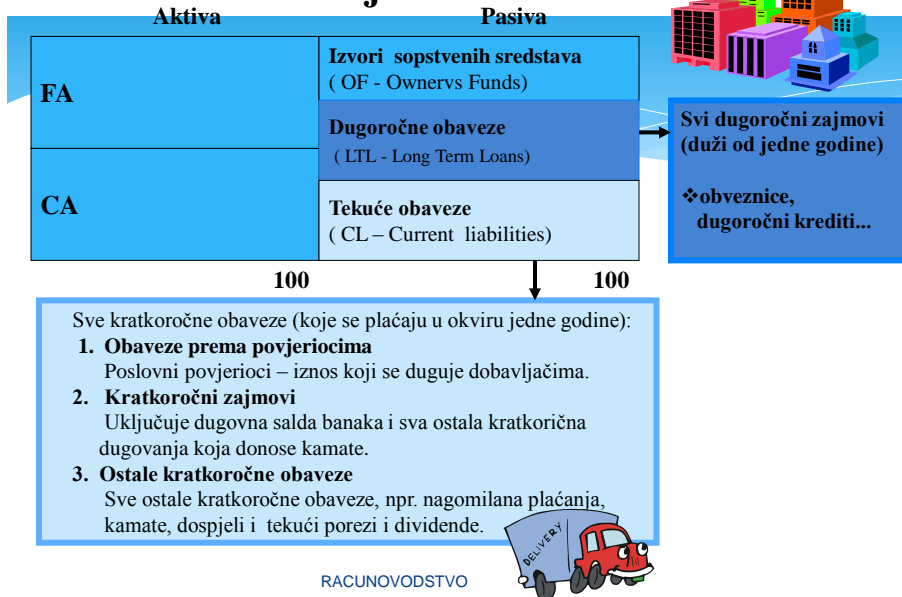 Aktiva
Pasiva
FA
Izvori sopstvenih sredstava
( OF - Ownervs Funds)
Dugoročne obaveze
( LTL - Long Term Loans)
CA
Tekuće obaveze
( CL – Current liabilities)
100
100
Svi dugoročni zajmovi
(duži od jedne godine)
❖obveznice,
dugoročni krediti...
Sve kratkoročne obaveze (koje se plaćaju u okviru jedne godine):
1. Obaveze prema povjeriocima
Poslovni povjerioci – iznos koji se duguje dobavljačima.
2. Kratkoročni zajmovi
Uključuje dugovna salda banaka i sva ostala kratkorična
dugovanja koja donose kamate.
3. Ostale kratkoročne obaveze
Sve ostale kratkoročne obaveze, npr. nagomilana plaćanja,
kamate, dospjeli i tekući porezi i dividende.
DELIVERY
RACUNOVODSTVO